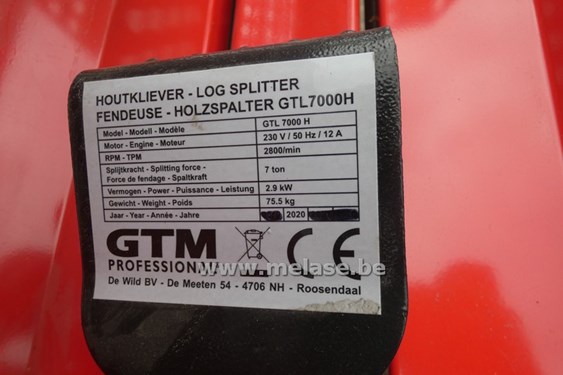 HOUTKLIEVER - LOG SPLITTER
FENDEUSE - HOLZSPALTER GTL7000H
Model - Modell - Modèle GTL 7000 H
Motor - Engine - Moteur 230 V / 50 Hz / 12 A
RPM - TPM 2800/min
Splijtkracht - Splitting force - 7 ton
Force de fendage - Spaltkraft
Vermogen - Power - Puissance - Leistung 2.9 kW
Gewicht - Weight - Poids 75.5 kg
Jaar - Year - Année - Jahre 2020
GTM CE
PROFESSIONAL
www.melase.be
De Wild BV - De Meeten 54 - 4706 NH - Roosendaal